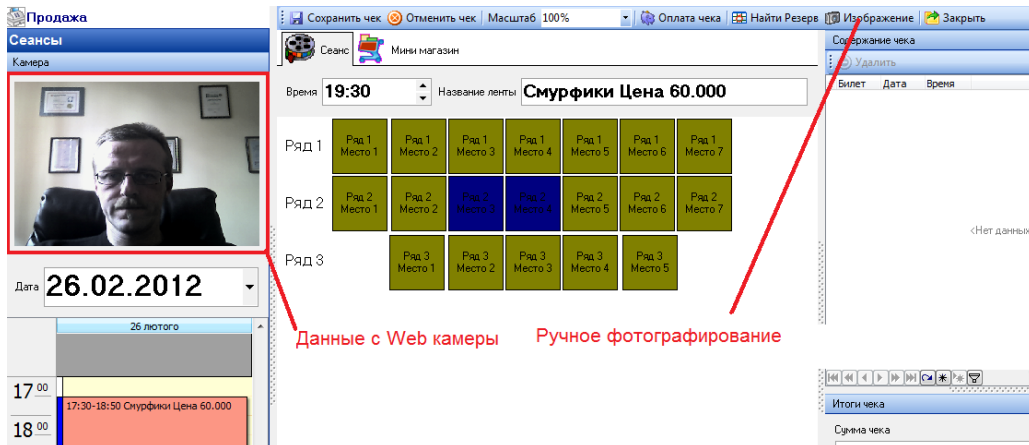 Продажа
Сохранить чек Отменить чек Масштаб 100% Оплата чека Найти Резерв Изображение Закрыть
Сеансы
Камера
Сеанс Мини магазин
Содержание чека
Удалить
Билет Дата Время
Время 19:30 Название ленты Смурфики Цена 60.000
Ряд 1
Ряд 1 Место 1
Ряд 1 Место 2
Ряд 1 Место 3
Ряд 1 Место 4
Ряд 1 Место 5
Ряд 1 Место 6
Ряд 1 Место 7
Ряд 2
Ряд 2 Место 1
Ряд 2 Место 2
Ряд 2 Место 3
Ряд 2 Место 4
Ряд 2 Место 5
Ряд 2 Место 6
Ряд 2 Место 7
Ряд 3
Ряд 3 Место 1
Ряд 3 Место 2
Ряд 3 Место 3
Ряд 3 Место 4
Ряд 3 Место 5
<Нет данных
Дата 26.02.2012
26 лютого
Данные с Web камеры
Ручное фотографирование
17 00
17:30-18:50 Смурфики Цена 60.000
18 00
Итоги чека
Сумма чека